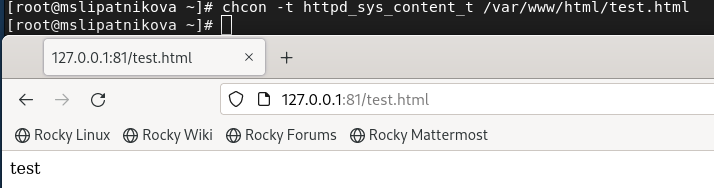 [root@mslipatnikova ~]# chcon -t httpd_sys_content_t /var/www/html/test.html
[root@mslipatnikova ~]#
127.0.0.1:81/test.html
127.0.0.1:81/test.html
Rocky Linux Rocky Wiki Rocky Forums Rocky Mattermost
test